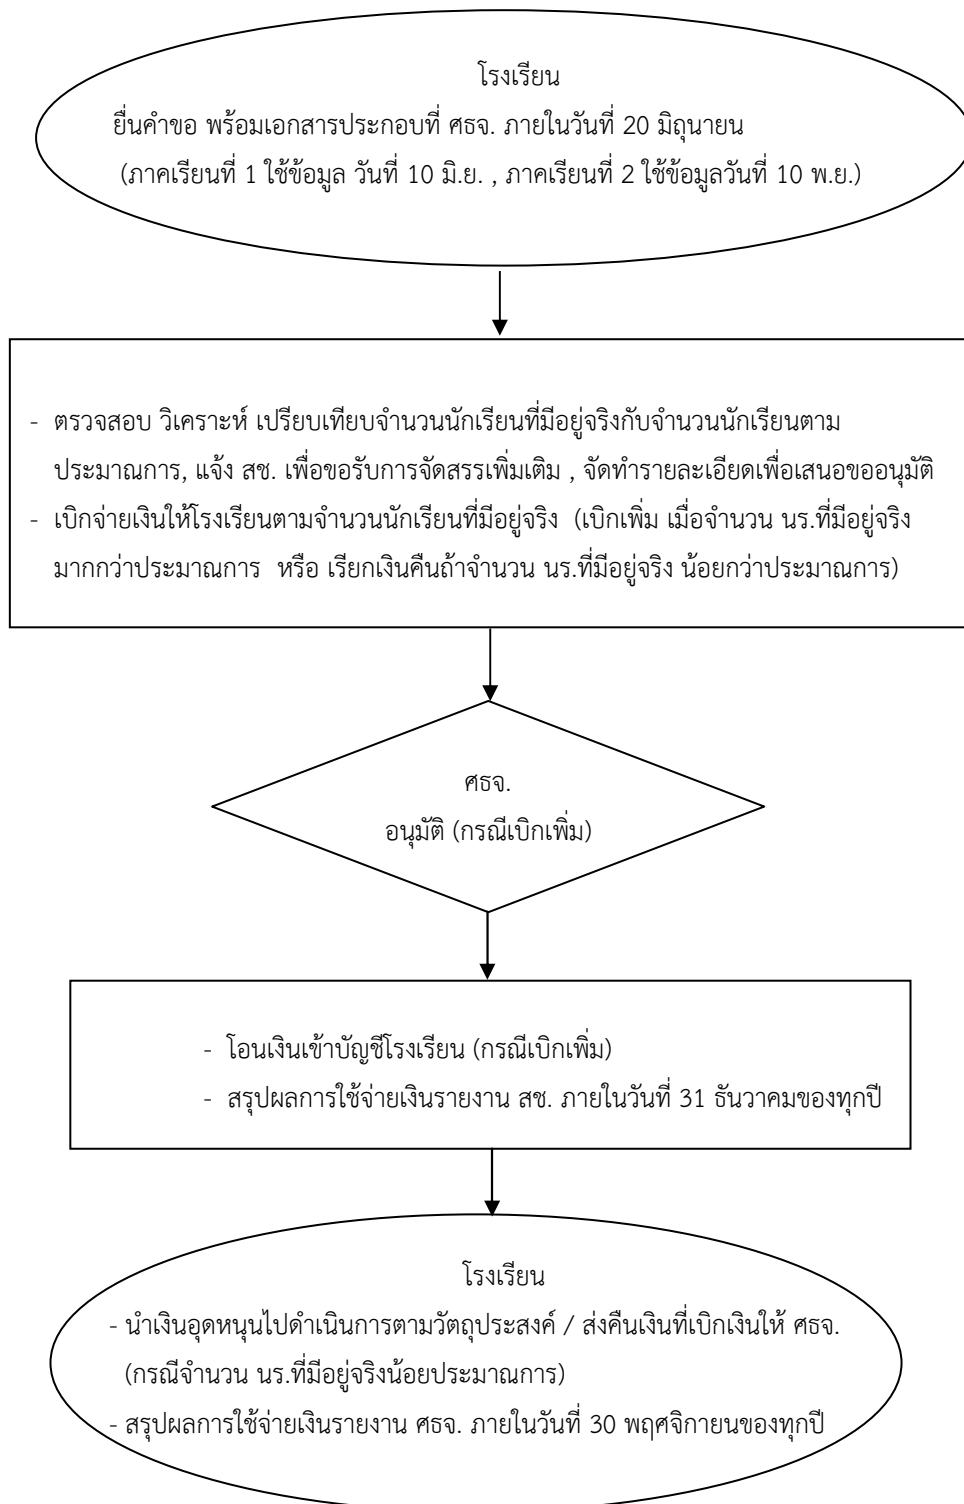 โรงเรียน
ยื่นคำขอ พร้อมเอกสารประกอบที่ ศธจ. ภายในวันที่ 20 มิถุนายน
(ภาคเรียนที่ 1 ใช้ข้อมูล วันที่ 10 มิ.ย. , ภาคเรียนที่ 2 ใช้ข้อมูลวันที่ 10 พ.ย.)
- ตรวจสอบ วิเคราะห์ เปรียบเทียบจำนวนนักเรียนที่มีอยู่จริงกับจำนวนนักเรียนตาม
ประมาณการ, แจ้ง สช. เพื่อขอรับการจัดสรรเพิ่มเติม , จัดทำรายละเอียดเพื่อเสนอขออนุมัติ
- เบิกจ่ายเงินให้โรงเรียนตามจำนวนนักเรียนที่มีอยู่จริง (เบิกเพิ่ม เมื่อจำนวน นร.ที่มีอยู่จริง
มากกว่าประมาณการ หรือ เรียกเงินคืนถ้าจำนวน นร.ที่มีอยู่จริง น้อยกว่าประมาณการ)
ศธจ.
อนุมัติ (กรณีเบิกเพิ่ม)
- โอนเงินเข้าบัญชีโรงเรียน (กรณีเบิกเพิ่ม)
- สรุปผลการใช้จ่ายเงินรายงาน สช. ภายในวันที่ 31 ธันวาคมของทุกปี
โรงเรียน
- นำเงินอุดหนุนไปดำเนินการตามวัตถุประสงค์ / ส่งคืนเงินที่เบิกเงินให้ ศธจ.
(กรณีจำนวน นร.ที่มีอยู่จริงน้อยประมาณการ)
- สรุปผลการใช้จ่ายเงินรายงาน ศธจ. ภายในวันที่ 30 พฤศจิกายนของทุกปี